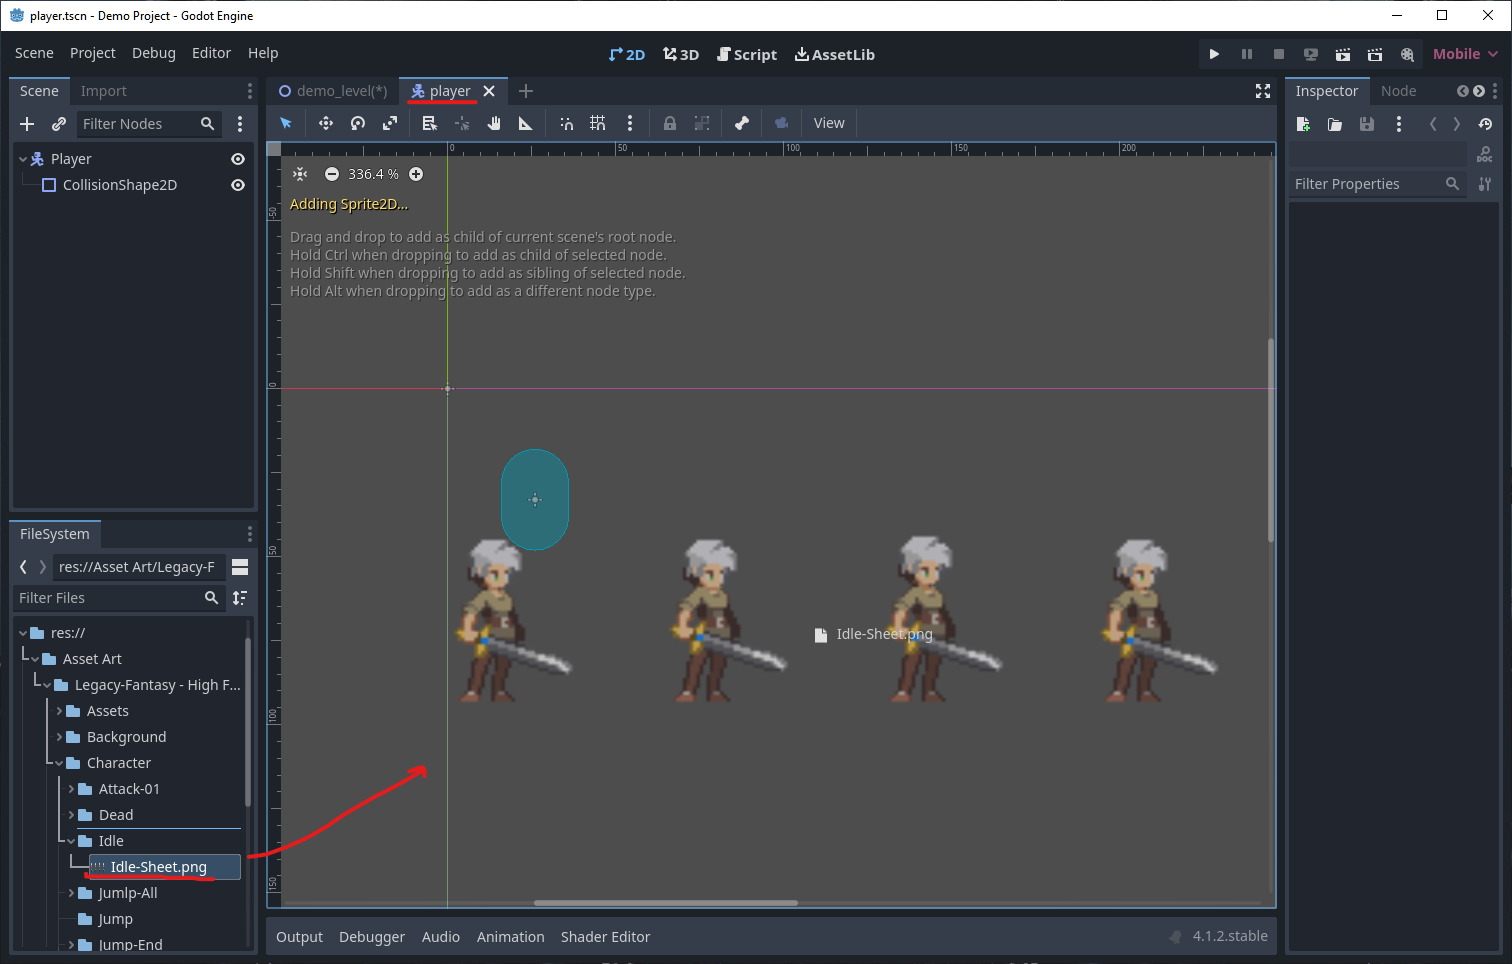 player.tscn - Demo Project - Godot Engine
Scene Project Debug Editor Help
2D 3D Script AssetLib
Mobile
Scene Import
Filter Nodes
Player
CollisionShape2D
demo_level(*) player
View
0 50 100 150 200
-50
0
50
100
150
336.4 %
Adding Sprite2D...
Drag and drop to add as child of current scene's root node.
Hold Ctrl when dropping to add as child of selected node.
Hold Shift when dropping to add as sibling of selected node.
Hold Alt when dropping to add as a different node type.
Idle-Sheet.png
Inspector Node
DOC
Filter Properties
FileSystem
res://Asset Art/Legacy-F
Filter Files
res://
Asset Art
Legacy-Fantasy - High F...
Assets
Background
Character
Attack-01
Dead
Idle
Idle-Sheet.png
Jumlp-All
Jump
Jump-End
Output Debugger Audio Animation Shader Editor
4.1.2.stable